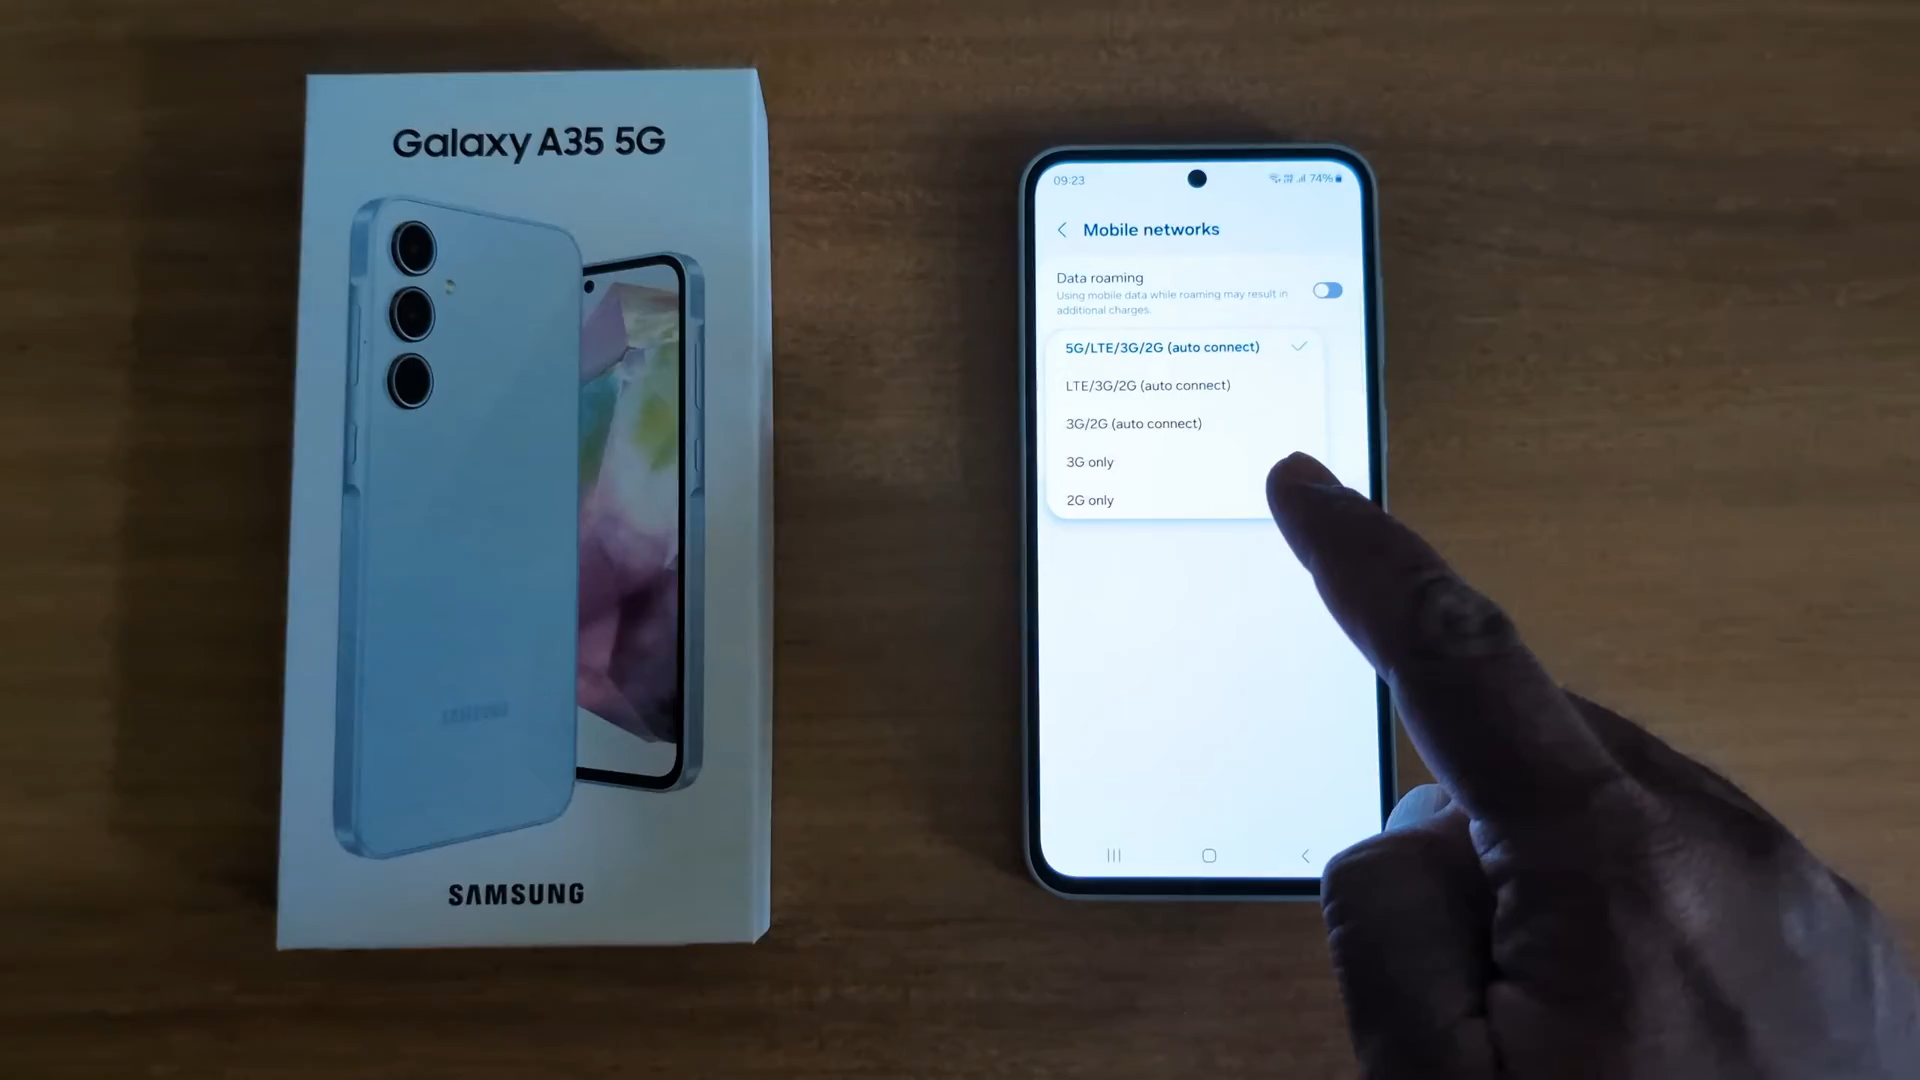 Galaxy A35 5G
SAMSUNG
SAMSUNG
09:23
74%
Mobile networks
Data roaming
Using mobile data while roaming may result in
additional charges.
5G/LTE/3G/2G (auto connect)
LTE/3G/2G (auto connect)
3G/2G (auto connect)
3G only
2G only